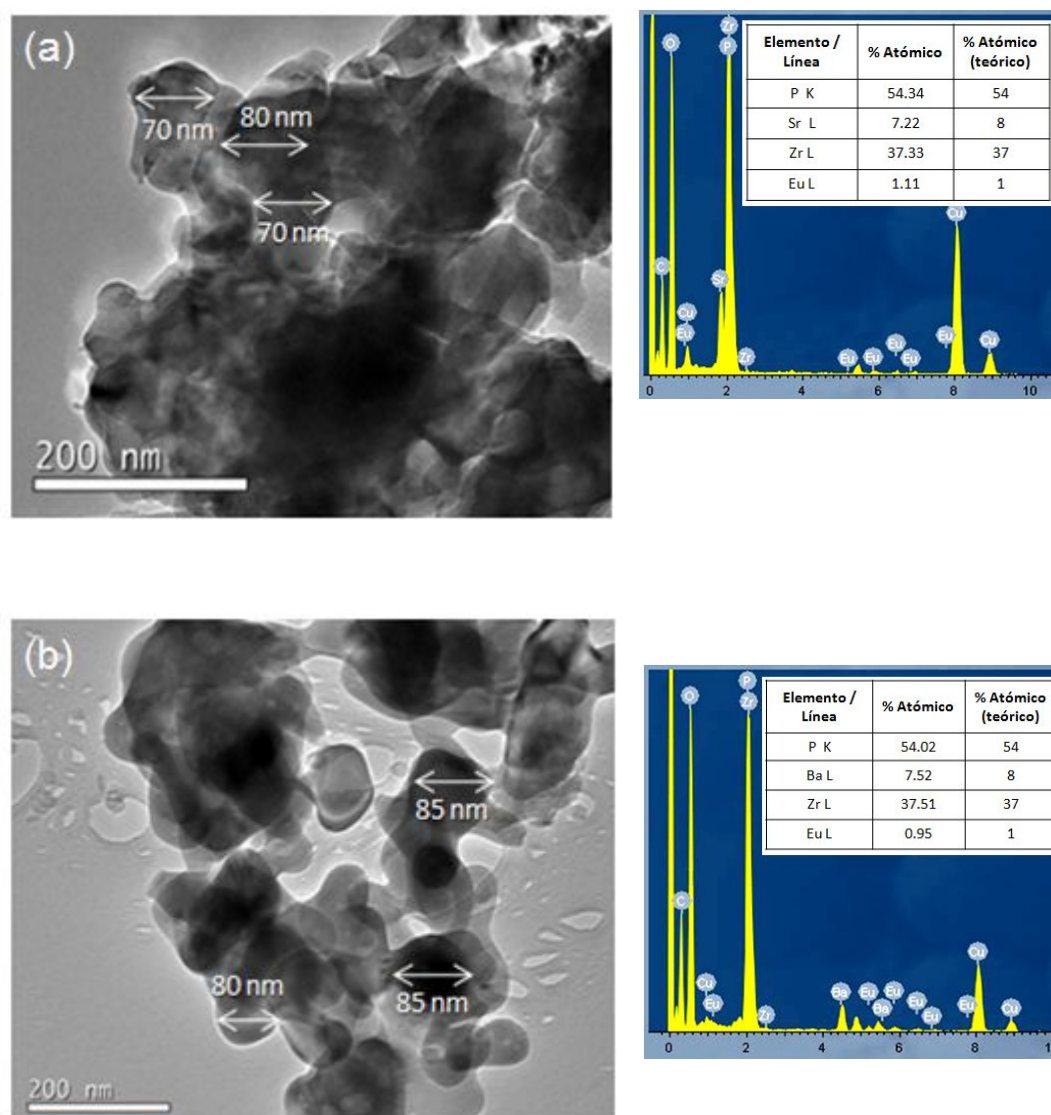 (a)
70 nm
80 nm
70 nm
200 nm
O
Zr
P
C
Cu
Eu
Sr
Zr
Eu
Eu
Eu
Eu
Eu
Cu
Cu
0 2 4 6 8 10
Elemento / Línea % Atómico % Atómico (teórico)
P K 54.34 54
Sr L 7.22 8
Zr L 37.33 37
Eu L 1.11 1
(b)
85 nm
80 nm
85 nm
200 nm
O
P
Zr
C
Cu
Eu
Zr
Ba
Eu
Ba
Eu
Eu
Eu
Eu
Cu
Cu
0 2 4 6 8 1
Elemento / Línea % Atómico % Atómico (teórico)
P K 54.02 54
Ba L 7.52 8
Zr L 37.51 37
Eu L 0.95 1